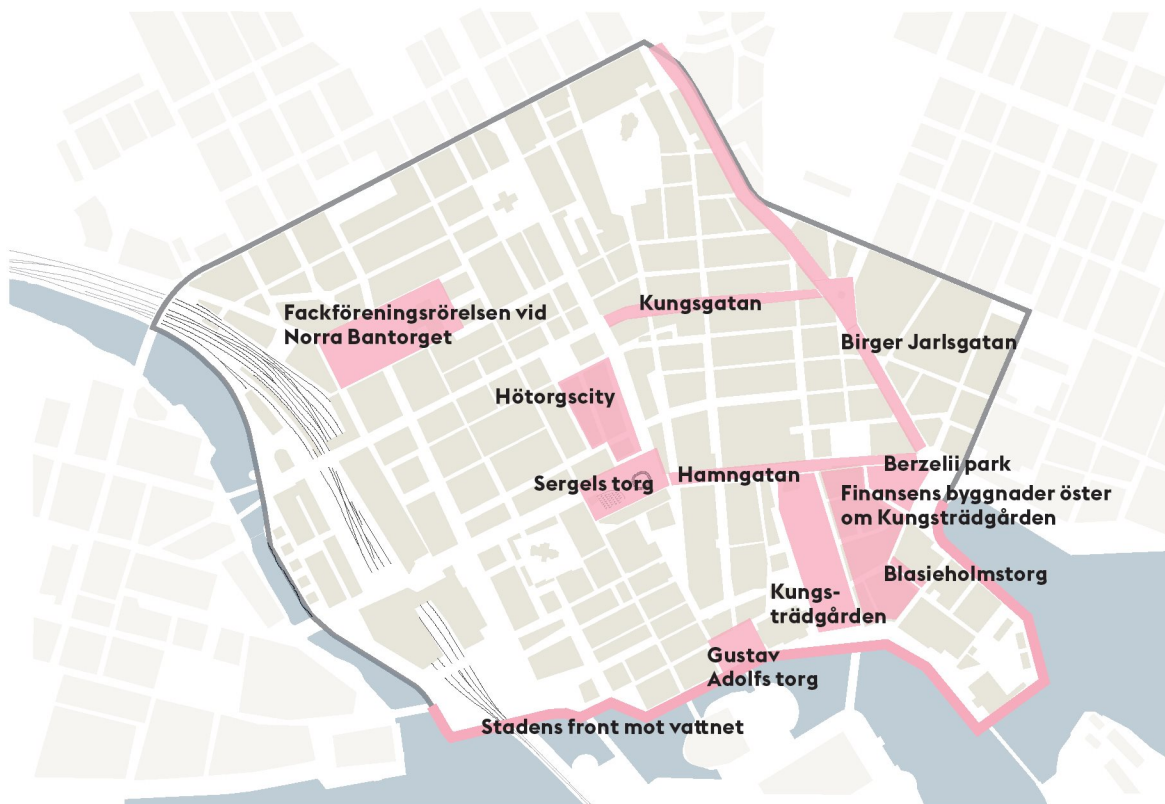 Fackföreningsrörelsen vid
Norra Bantorget
Kungsgatan
Birger Jarlsgatan
Hötorgscity
Sergels torg
Hamngatan
Berzelii park
Finansens byggnader öster
om Kungsträdgården
Blasieholmstorg
Kungs-
trädgården
Gustav
Adolfs torg
Stadens front mot vattnet